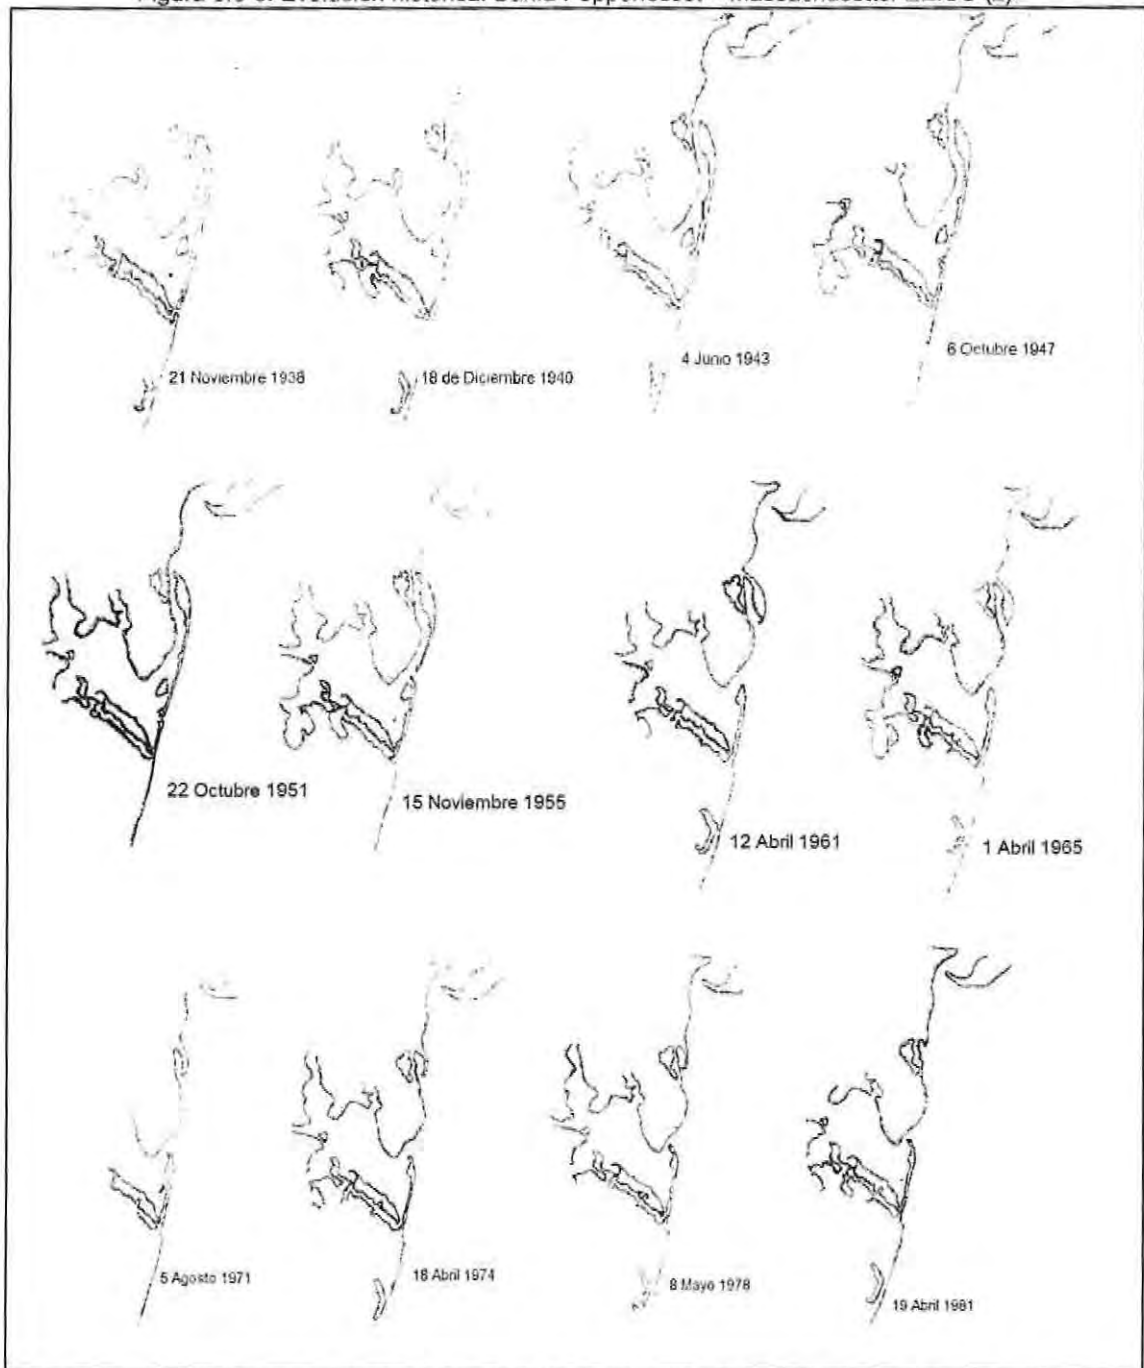 21 Noviembre 1938
18 de Diciembre 1940
4 Junio 1943
6 Octubre 1947
22 Octubre 1951
15 Noviembre 1955
12 Abril 1961
1 Abril 1965
5 Agosto 1971
18 Abril 1974
8 Mayo 1978
19 Abril 1981